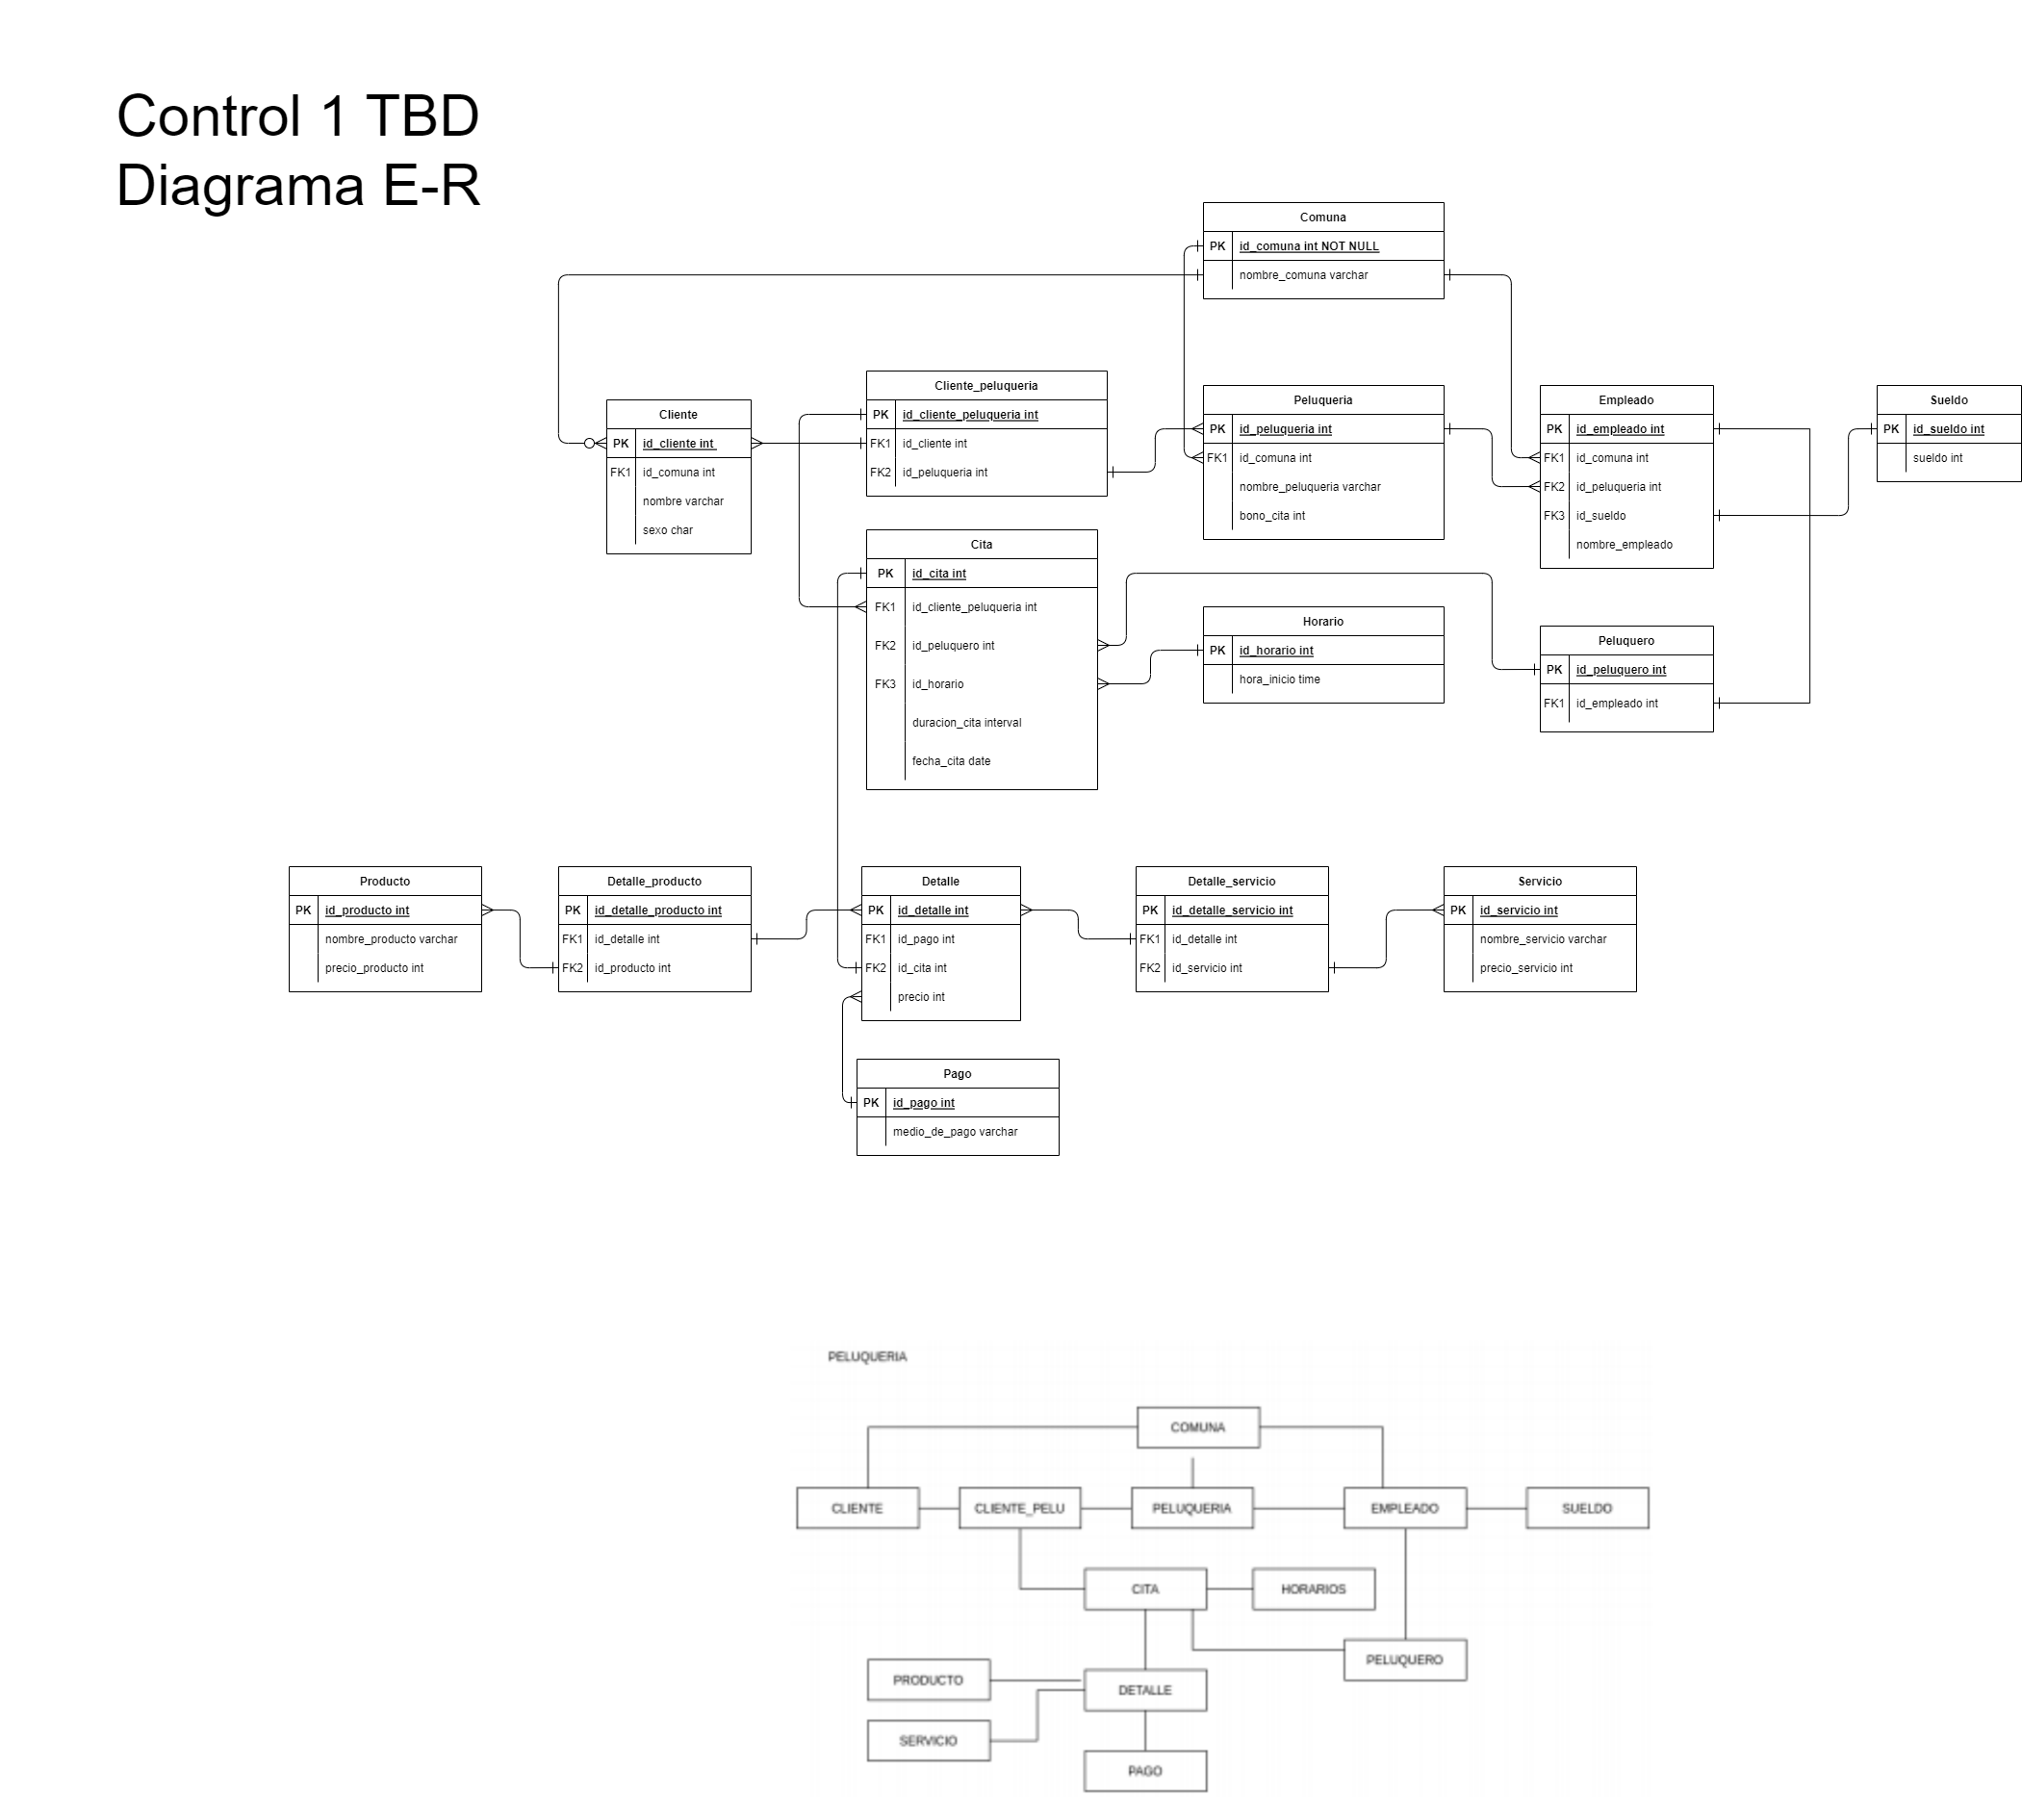 Control 1 TBD
Diagrama E-R
Comuna
PK id_comuna int NOT NULL
nombre_comuna varchar
Cliente
PK id_cliente int
FK1 id_comuna int
nombre varchar
sexo char
Cliente_peluqueria
PK id_cliente_peluqueria int
FK1 id_cliente int
FK2 id_peluqueria int
Peluqueria
PK id_peluqueria int
FK1 id_comuna int
nombre_peluqueria varchar
bono_cita int
Empleado
PK id_empleado int
FK1 id_comuna int
FK2 id_peluqueria int
FK3 id_sueldo
nombre_empleado
Sueldo
PK id_sueldo int
sueldo int
Cita
PK id_cita int
FK1 id_cliente_peluqueria int
FK2 id_peluquero int
FK3 id_horario
duracion_cita interval
fecha_cita date
Horario
PK id_horario int
hora_inicio time
Peluquero
PK id_peluquero int
FK1 id_empleado int
Producto
PK id_producto int
nombre_producto varchar
precio_producto int
Detalle_producto
PK id_detalle_producto int
FK1 id_detalle int
FK2 id_producto int
Detalle
PK id_detalle int
FK1 id_pago int
FK2 id_cita int
precio int
Detalle_servicio
PK id_detalle_servicio int
FK1 id_detalle int
FK2 id_servicio int
Servicio
PK id_servicio int
nombre_servicio varchar
precio_servicio int
Pago
PK id_pago int
medio_de_pago varchar
PELUQUERIA
COMUNA
CLIENTE
CLIENTE_PELU
PELUQUERIA
EMPLEADO
SUELDO
CITA
HORARIOS
PELUQUERO
PRODUCTO
DETALLE
SERVICIO
PAGO